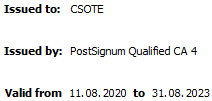 Issued to: CSOTE
Issued by: PostSignum Qualified CA 4
Valid from 11.08.2020 to 31.08.2023